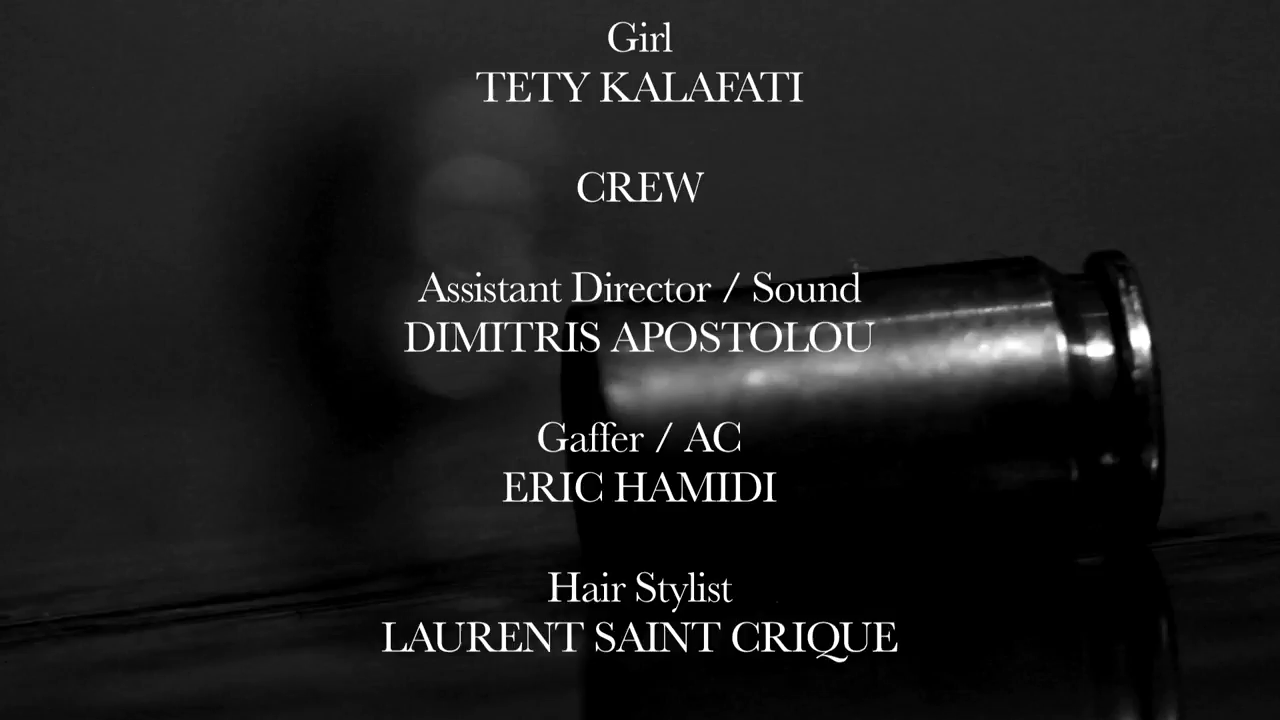 Girl
TETY KALAFATI
CREW
Assistant Director / Sound
DIMITRIS APOSTOLOU
Gaffer / AC
ERIC HAMIDI
Hair Stylist
LAURENT SAINT CRIQUE